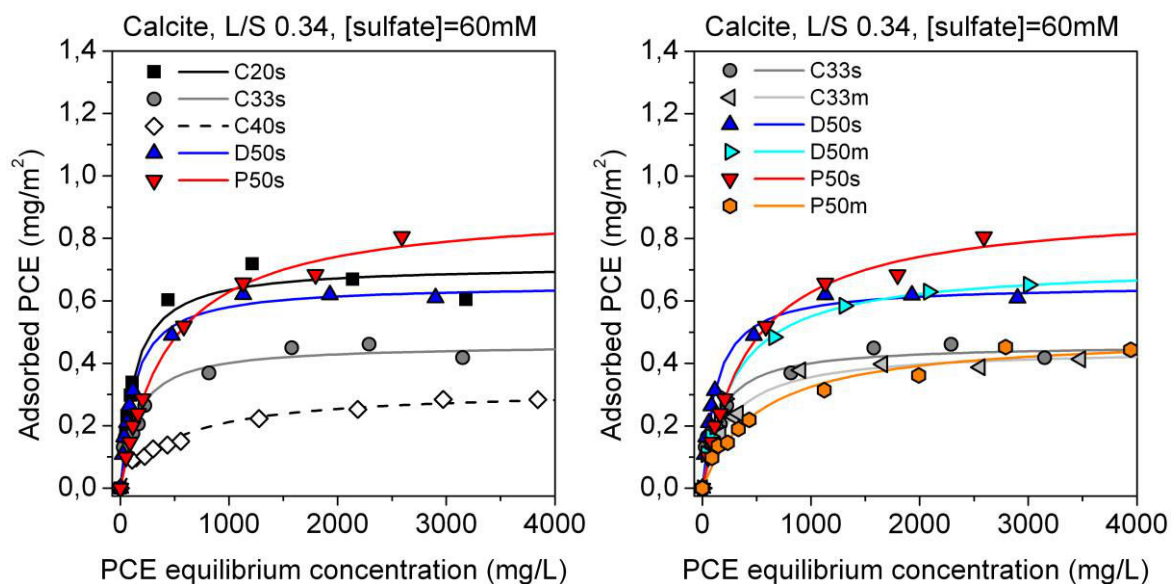 Calcite, L/S 0.34, [sulfate]=60mM
Adsorbed PCE (mg/m²)
1,4
1,2
1,0
0,8
0,6
0,4
0,2
0,0
C20s
C33s
C40s
D50s
P50s
0
1000
2000
3000
4000
PCE equilibrium concentration (mg/L)
Calcite, L/S 0.34, [sulfate]=60mM
Adsorbed PCE (mg/m²)
1,4
1,2
1,0
0,8
0,6
0,4
0,2
0,0
C33s
C33m
D50s
D50m
P50s
P50m
0
1000
2000
3000
4000
PCE equilibrium concentration (mg/L)